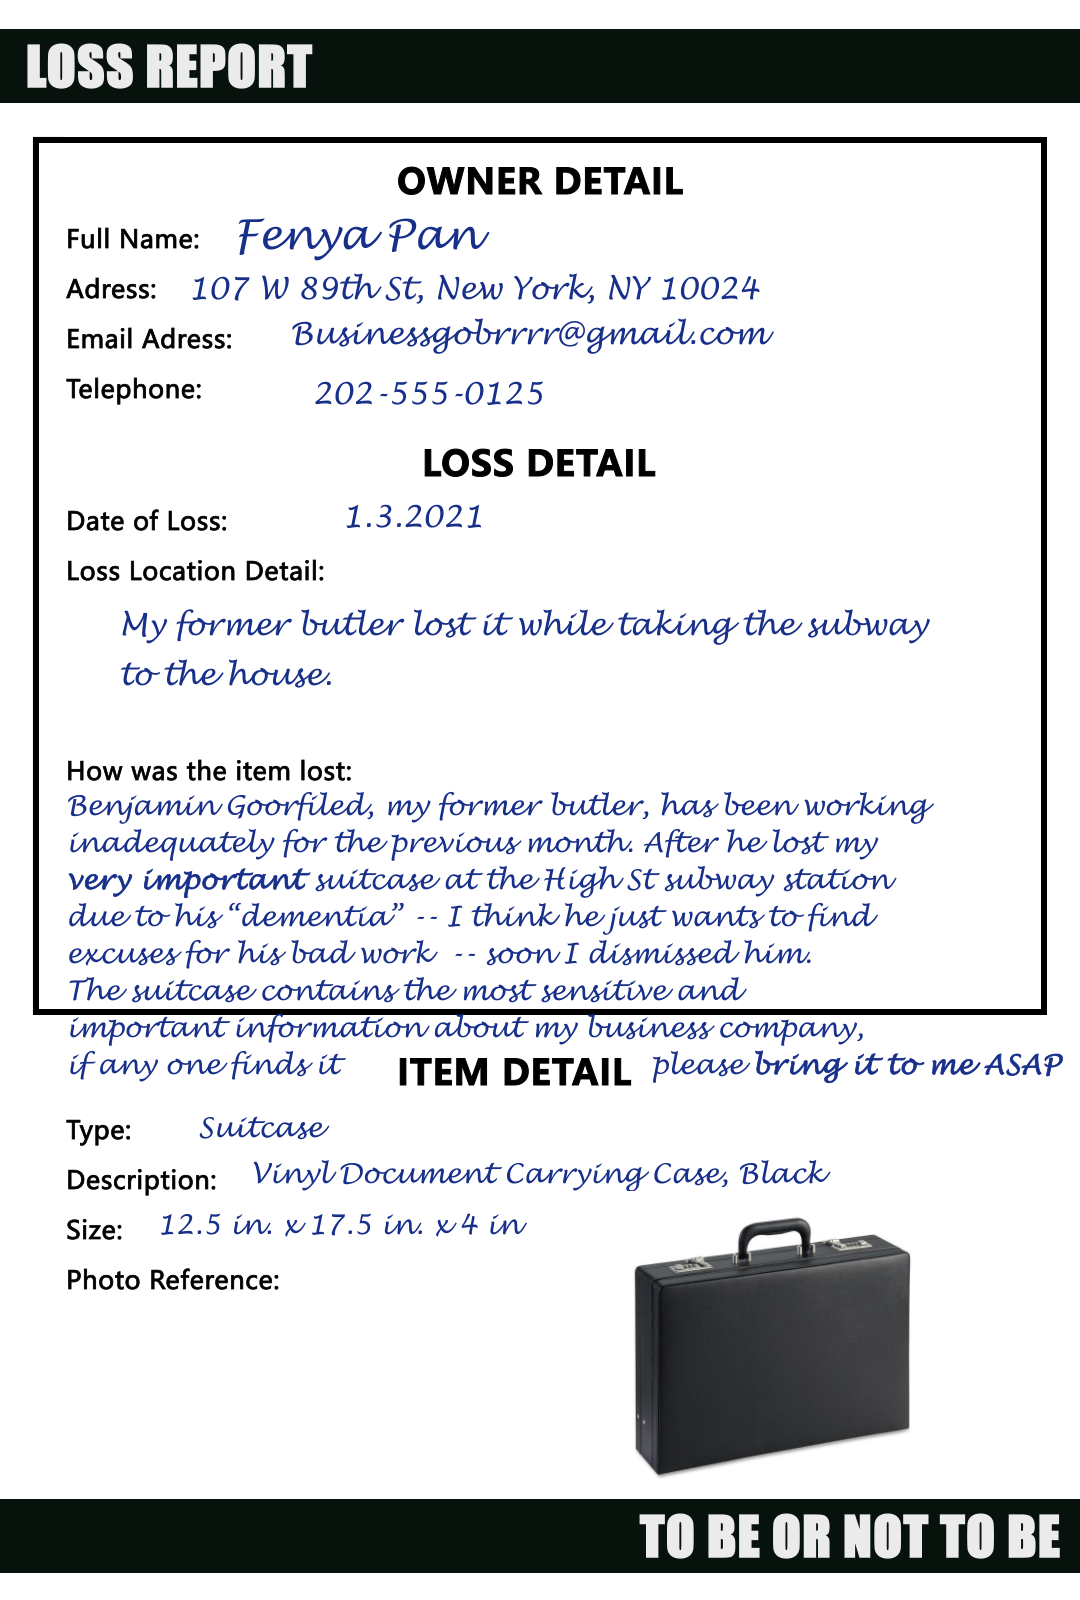 LOSS REPORT
OWNER DETAIL
Full Name: Fenya Pan
Adress: 107 W 89th St, New York, NY 10024
Email Adress: Businessgobrrrr@gmail.com
Telephone: 202-555-0125
LOSS DETAIL
Date of Loss: 1.3.2021
Loss Location Detail:
My former butler lost it while taking the subway
to the house.
How was the item lost:
Benjamin Goorfiled, my former butler, has been working
inadequately for the previous month. After he lost my
very important suitcase at the High St subway station
due to his “dementia” -- I think he just wants to find
excuses for his bad work -- soon I dismissed him.
The suitcase contains the most sensitive and
important information about my business company,
if any one finds it please bring it to me ASAP
ITEM DETAIL
Type: Suitcase
Description: Vinyl Document Carrying Case, Black
Size: 12.5 in. x 17.5 in. x 4 in
Photo Reference:
TO BE OR NOT TO BE